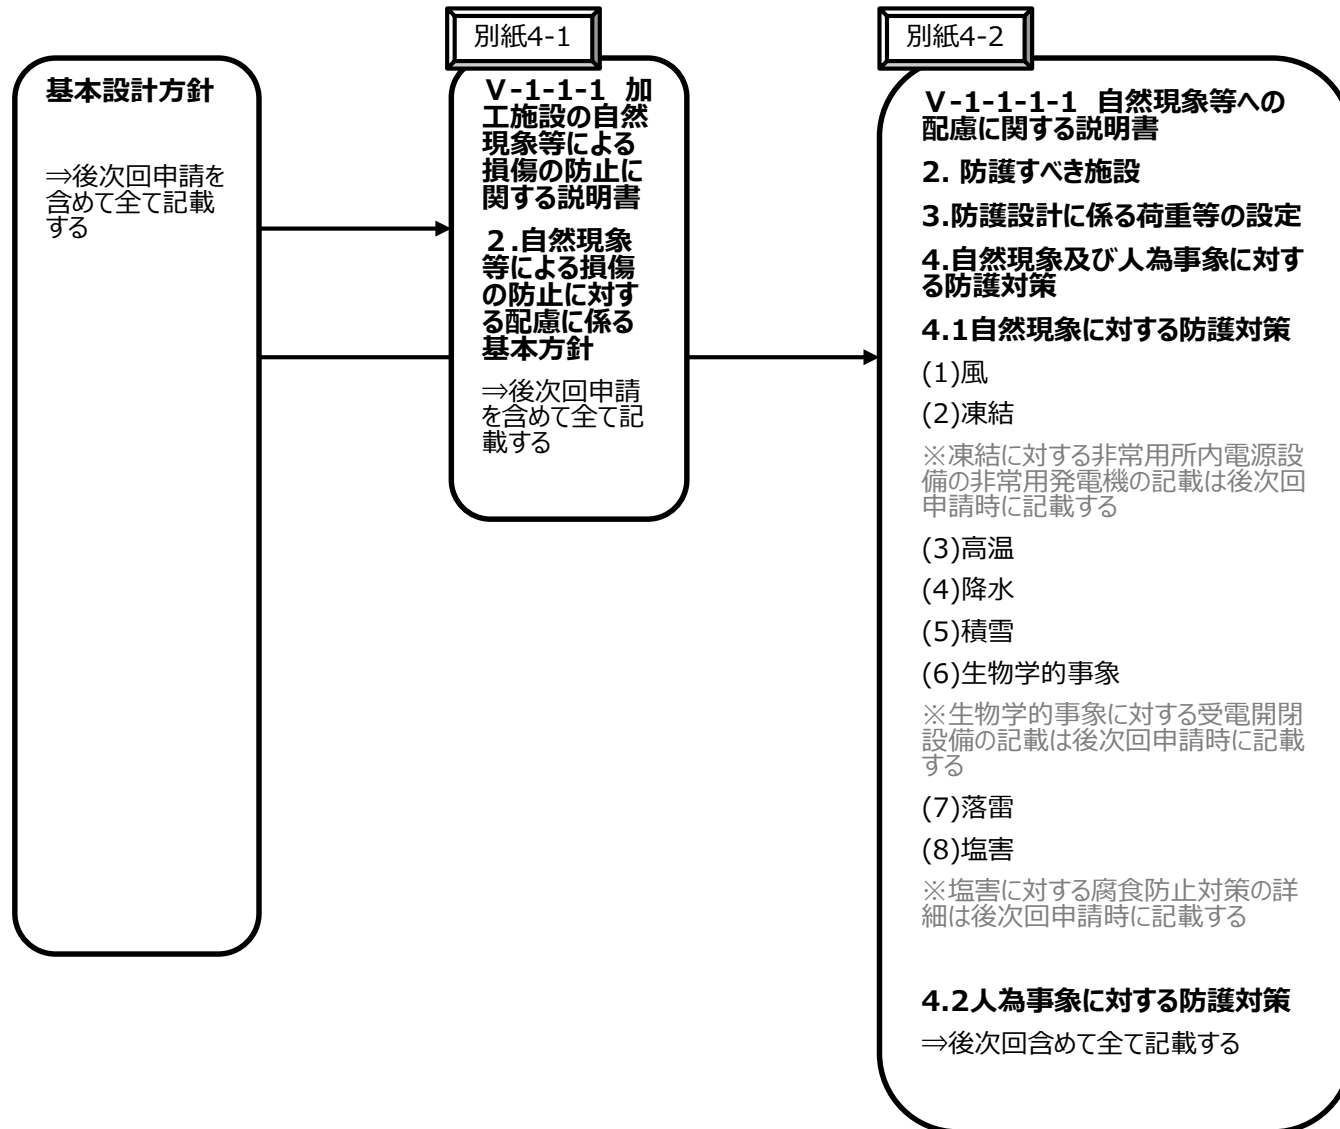 基本設計方針
⇒後次回申請を
含めて全て記載
する
別紙4-1
Ⅴ-1-1-1 加
工施設の自然
現象等による
損傷の防止に
関する説明書
２.自然現象
等による損傷
の防止に対す
る配慮に係る
基本方針
⇒後次回申請
を含めて全て記
載する
別紙4-2
Ⅴ-1-1-1-1 自然現象等への
配慮に関する説明書
2. 防護すべき施設
3.防護設計に係る荷重等の設定
4.自然現象及び人為事象に対す
る防護対策
4.1自然現象に対する防護対策
(1)風
(2)凍結
※凍結に対する非常用所内電源設
備の非常用発電機の記載は後次回
申請時に記載する
(3)高温
(4)降水
(5)積雪
(6)生物学的事象
※生物学的事象に対する受電開閉
設備の記載は後次回申請時に記載
する
(7)落雷
(8)塩害
※塩害に対する腐食防止対策の詳
細は後次回申請時に記載する
4.2人為事象に対する防護対策
⇒後次回含めて全て記載する